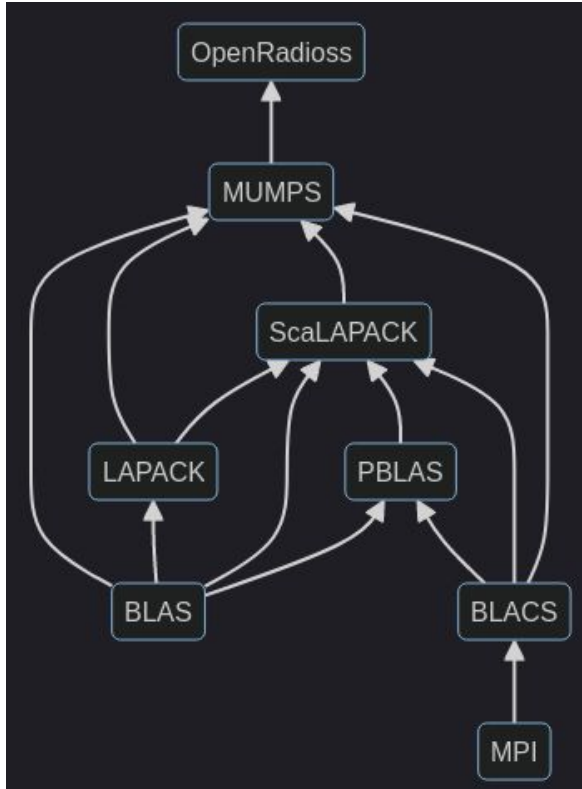 OpenRadioss
MUMPS
ScaLAPACK
LAPACK
PBLAS
BLAS
BLACS
MPI